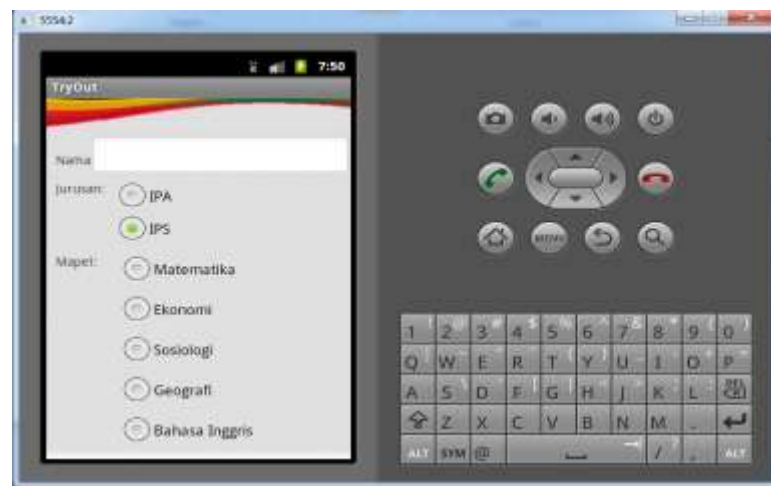 5554:2
7:50
TryOut
Nama
Jurusan:
IPA
IPS
Mapel:
Matematika
Ekonomi
Sosiologi
Geografi
Bahasa Inggris
MENU
1 2 3 4 5 6 7 8 9 0
Q W E R T Y U I O P
A S D F G H J K L DEL
Z X C V B N M .
ALT SYM @ / , ALT